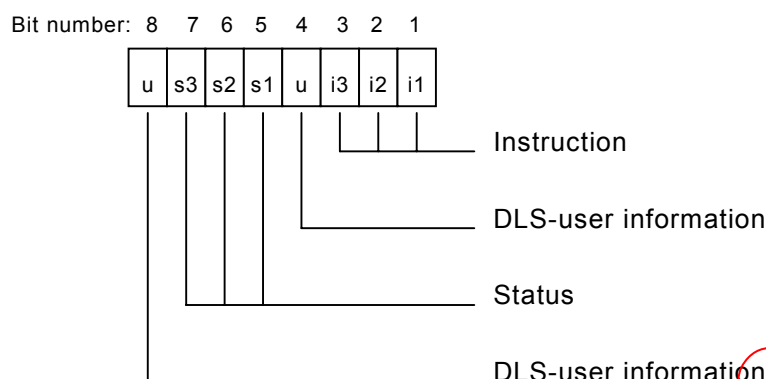 Bit number: 8 7 6 5 4 3 2 1
u s3 s2 s1 u i3 i2 i1
Instruction
DLS-user information
Status
DLS-user information